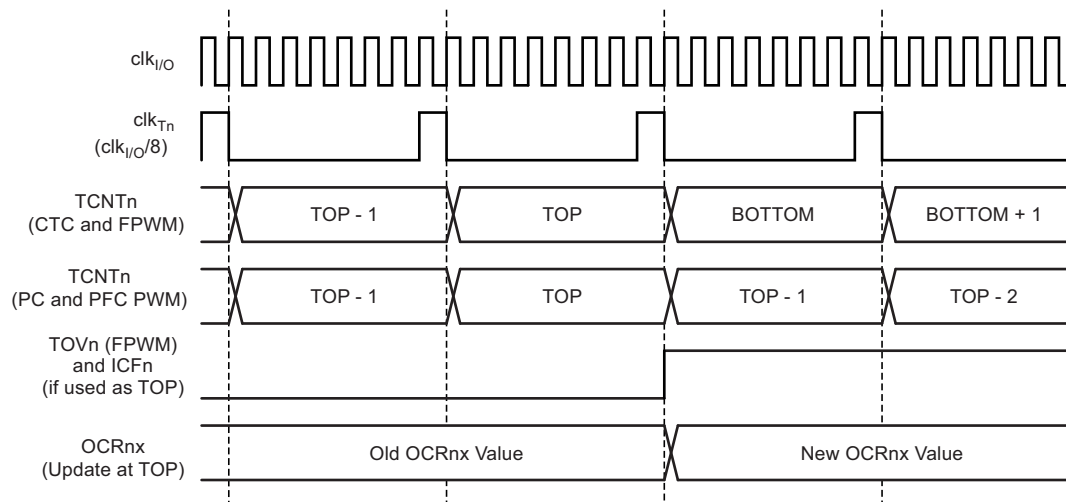 clkI/O
clkTn
(clkI/O/8)
TCNTn
(CTC and FPWM)
TOP - 1
TOP
BOTTOM
BOTTOM + 1
TCNTn
(PC and PFC PWM)
TOP - 1
TOP
TOP - 1
TOP - 2
TOVn (FPWM)
and ICFn
(if used as TOP)
OCRnx
(Update at TOP)
Old OCRnx Value
New OCRnx Value